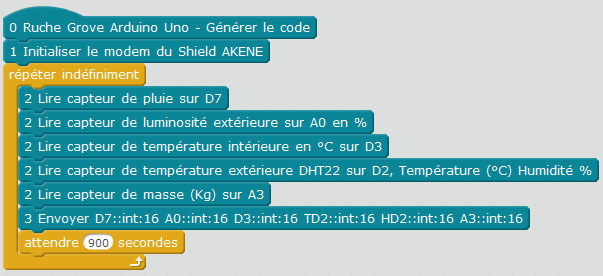 0 Ruche Grove Arduino Uno - Générer le code
1 Initialiser le modem du Shield AKENE
répéter indéfiniment
2 Lire capteur de pluie sur D7
2 Lire capteur de luminosité extérieure sur A0 en %
2 Lire capteur de température intérieure en °C sur D3
2 Lire capteur de température extérieure DHT22 sur D2, Température (°C) Humidité %
2 Lire capteur de masse (Kg) sur A3
3 Envoyer D7::int:16 A0::int:16 D3::int:16 TD2::int:16 HD2::int:16 A3::int:16
attendre 900 secondes